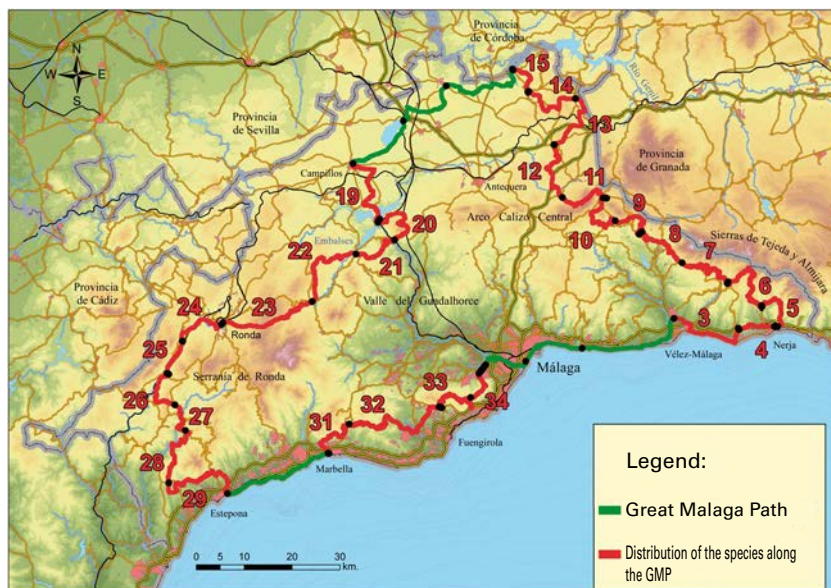 Provincia
de Córdoba
N
W E
S
Provincia
de Sevilla
Río Genil
15
14
13
12
11
Provincia
de Granada
Campillos
Antequera
19
20
21
22
Embalses
Arco Calizo Central
10
9
8
7
6
5
Sierras de Tejeda y Almijara
Provincia
de Cádiz
24
23
Ronda
Valle del Guadalhorce
3
4
Vélez-Málaga
Nerja
Málaga
25
26
27
28
29
Serranía de Ronda
31
32
33
34
Fuengirola
Marbella
Estepona
0 5 10 20 30
km.
Legend:
Great Malaga Path
Distribution of the species along
the GMP